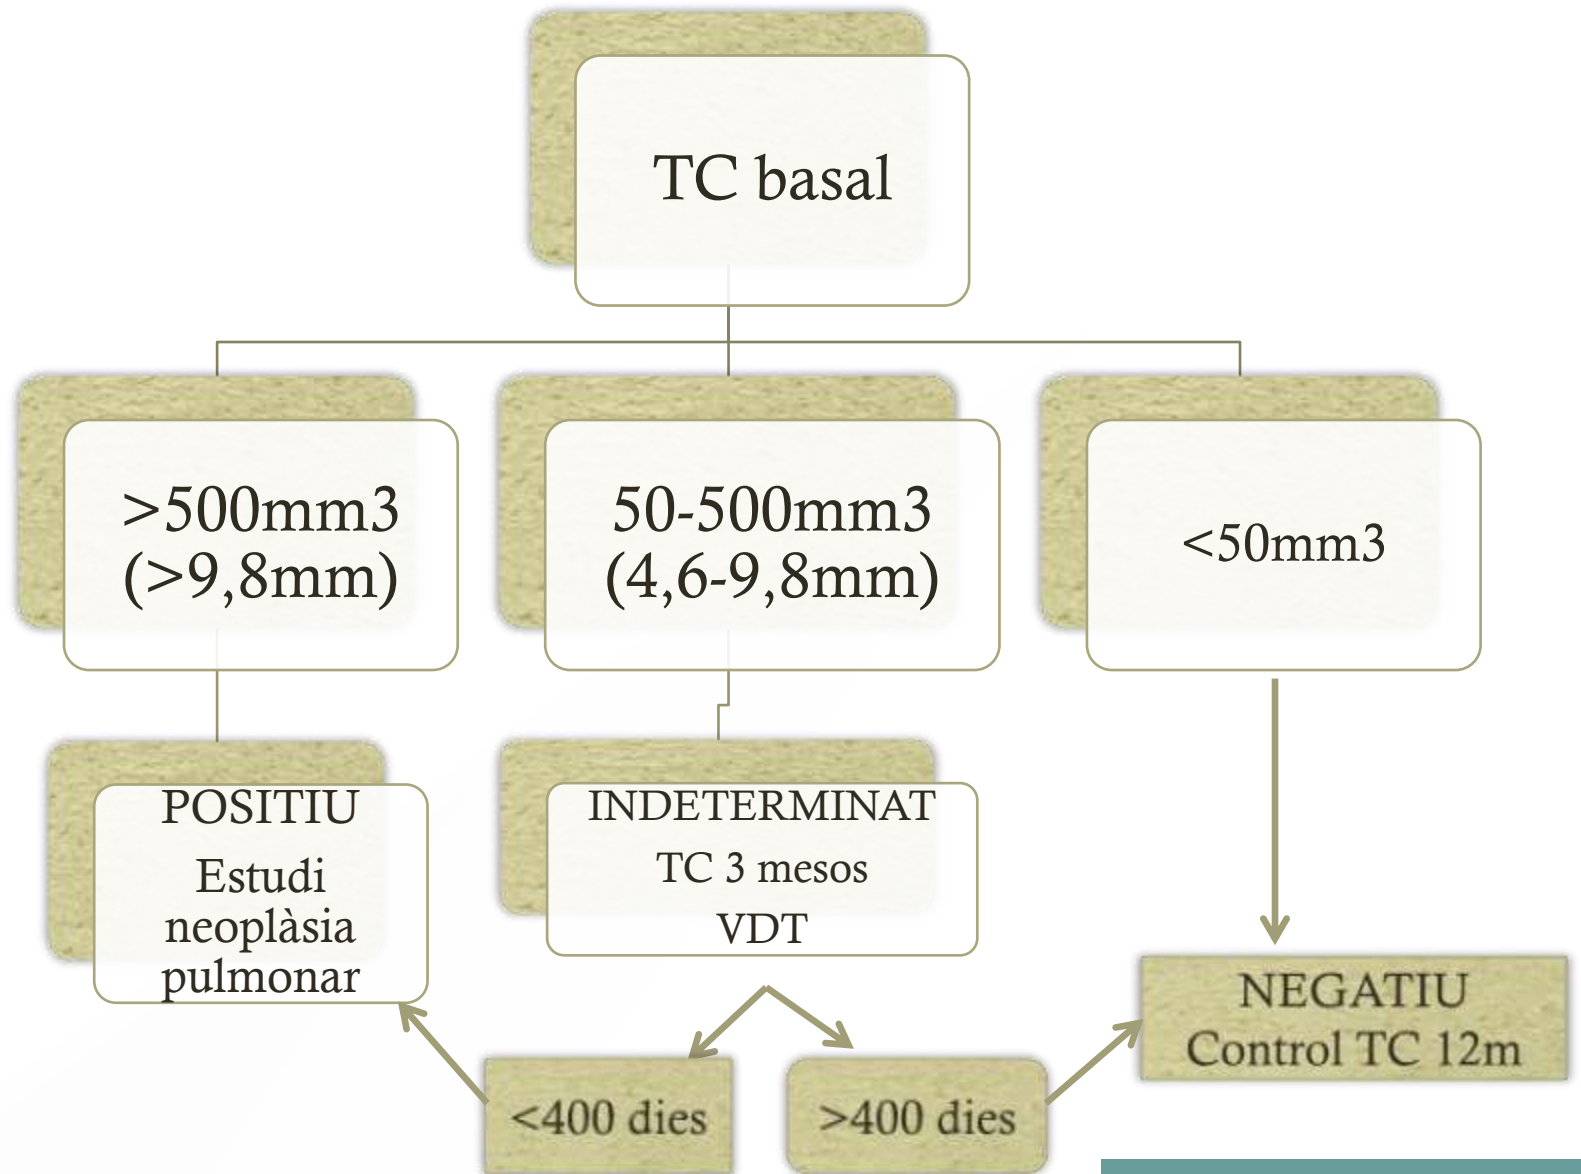 TC basal
>500mm3
(>9,8mm)
50-500mm3
(4,6-9,8mm)
<50mm3
POSITIU
Estudi
neoplàsia
pulmonar
INDETERMINAT
TC 3 mesos
VDT
NEGATIU
Control TC 12m
<400 dies
>400 dies